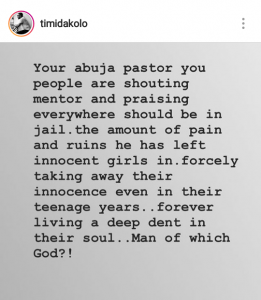 timidakolo
Your abuja pastor you
people are shouting
mentor and praising
everywhere should be in
jail.the amount of pain
and ruins he has left
innocent girls in.forcely
taking away their
innocence even in their
teenage years..forever
living a deep dent in
their soul..Man of which
God?!